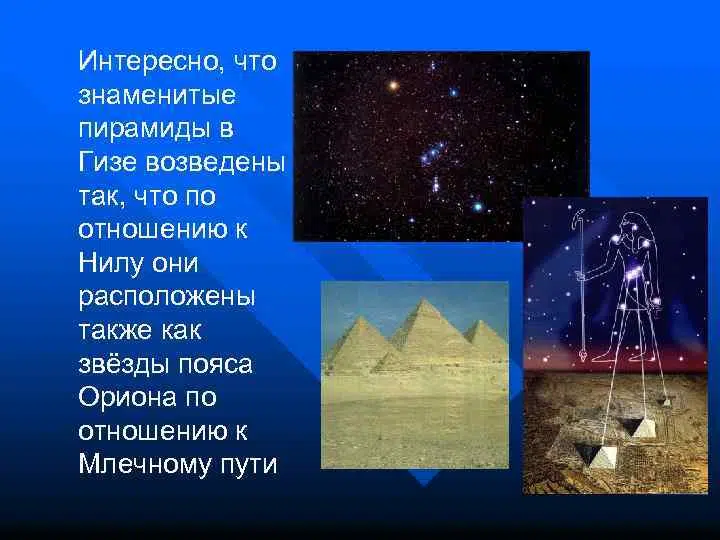 Интересно, что
знаменитые
пирамиды в
Гизе возведены
так, что по
отношению к
Нилу они
расположены
также как
звёзды пояса
Ориона по
отношению к
Млечному пути